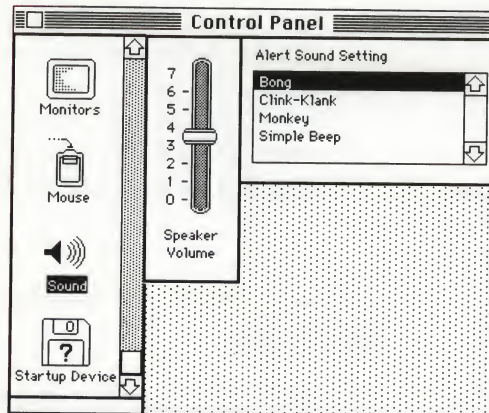 Control Panel
Monitors
Mouse
Sound
0
?
Startup Device
7
6
5
4
3
2
1
0
Speaker
Volume
Alert Sound Setting
Bong
Clink-Klank
Monkey
Simple Beep